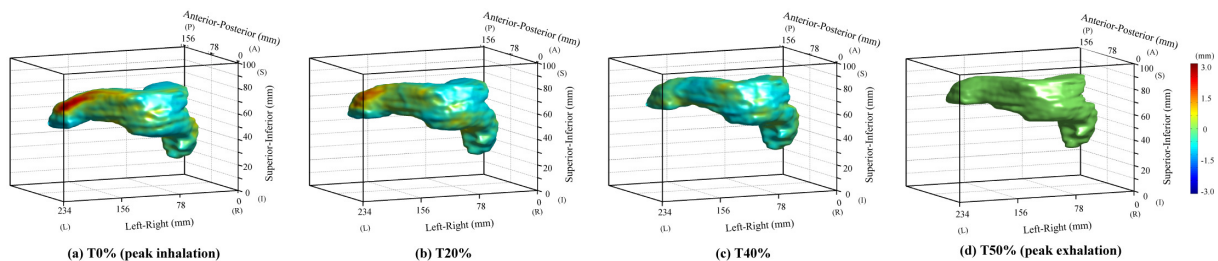 Anterior-Posterior (mm)
(P)
156
78
0
(A)
100
(S)
80
60
40
20
0
(I)
Superior-Inferior (mm)
0
(R)
78
156
234
(L)
Left-Right (mm)
(a) T0% (peak inhalation)
Anterior-Posterior (mm)
(P)
156
78
0
(A)
100
(S)
80
60
40
20
0
(I)
Superior-Inferior (mm)
0
(R)
78
156
234
(L)
Left-Right (mm)
(b) T20%
Anterior-Posterior (mm)
(P)
156
78
0
(A)
100
(S)
80
60
40
20
0
(I)
Superior-Inferior (mm)
0
(R)
78
156
234
(L)
Left-Right (mm)
(c) T40%
Anterior-Posterior (mm)
(P)
156
78
0
(A)
100
(S)
80
60
40
20
0
(I)
Superior-Inferior (mm)
0
(R)
78
156
234
(L)
Left-Right (mm)
(d) T50% (peak exhalation)
(mm)
3.0
1.5
0
-1.5
-3.0